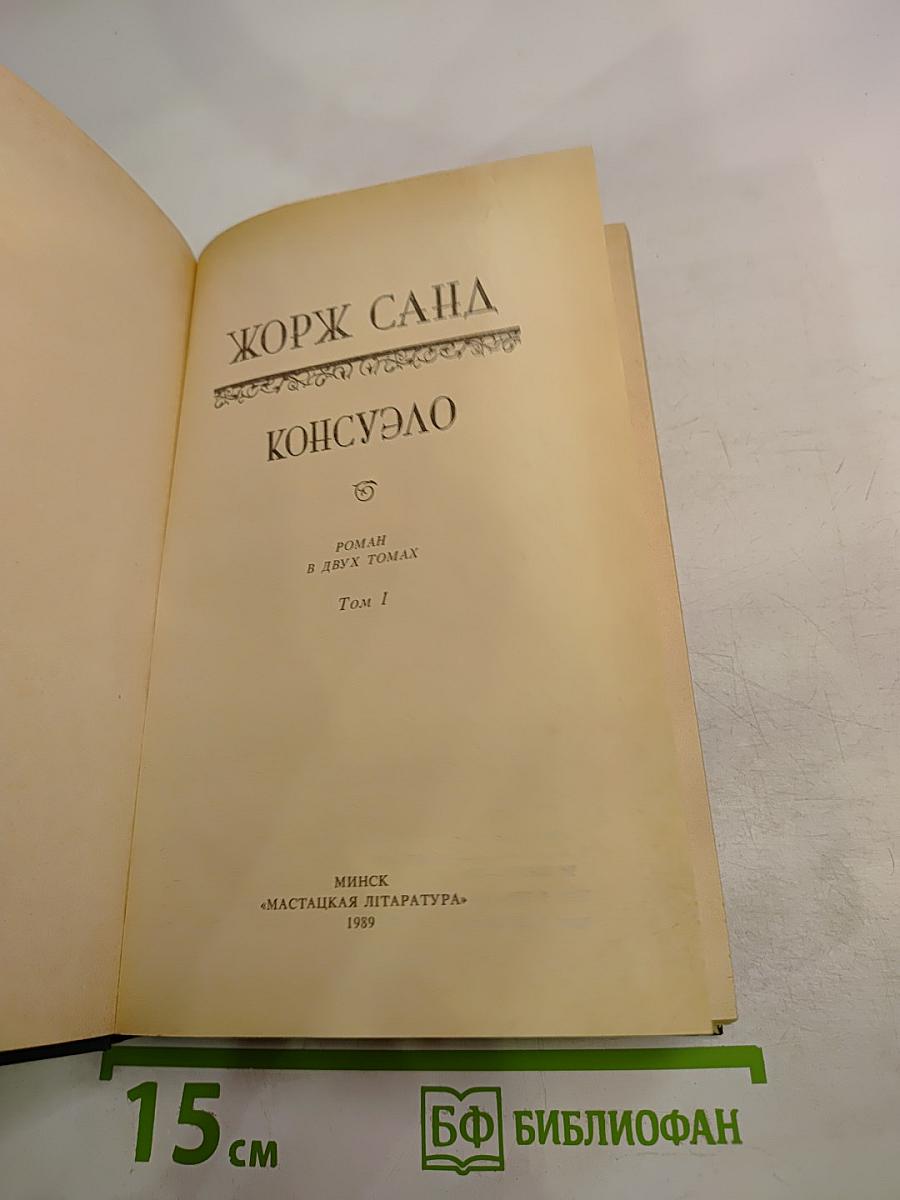 ЖОРЖ САНД
КОНСУЭЛО
РОМАН
В ДВУХ ТОМАХ
Том I
МИНСК
«МАСТАЦКАЯ ЛІТАРАТУРА»
1989
15 см
БФ БИБЛИОФАН